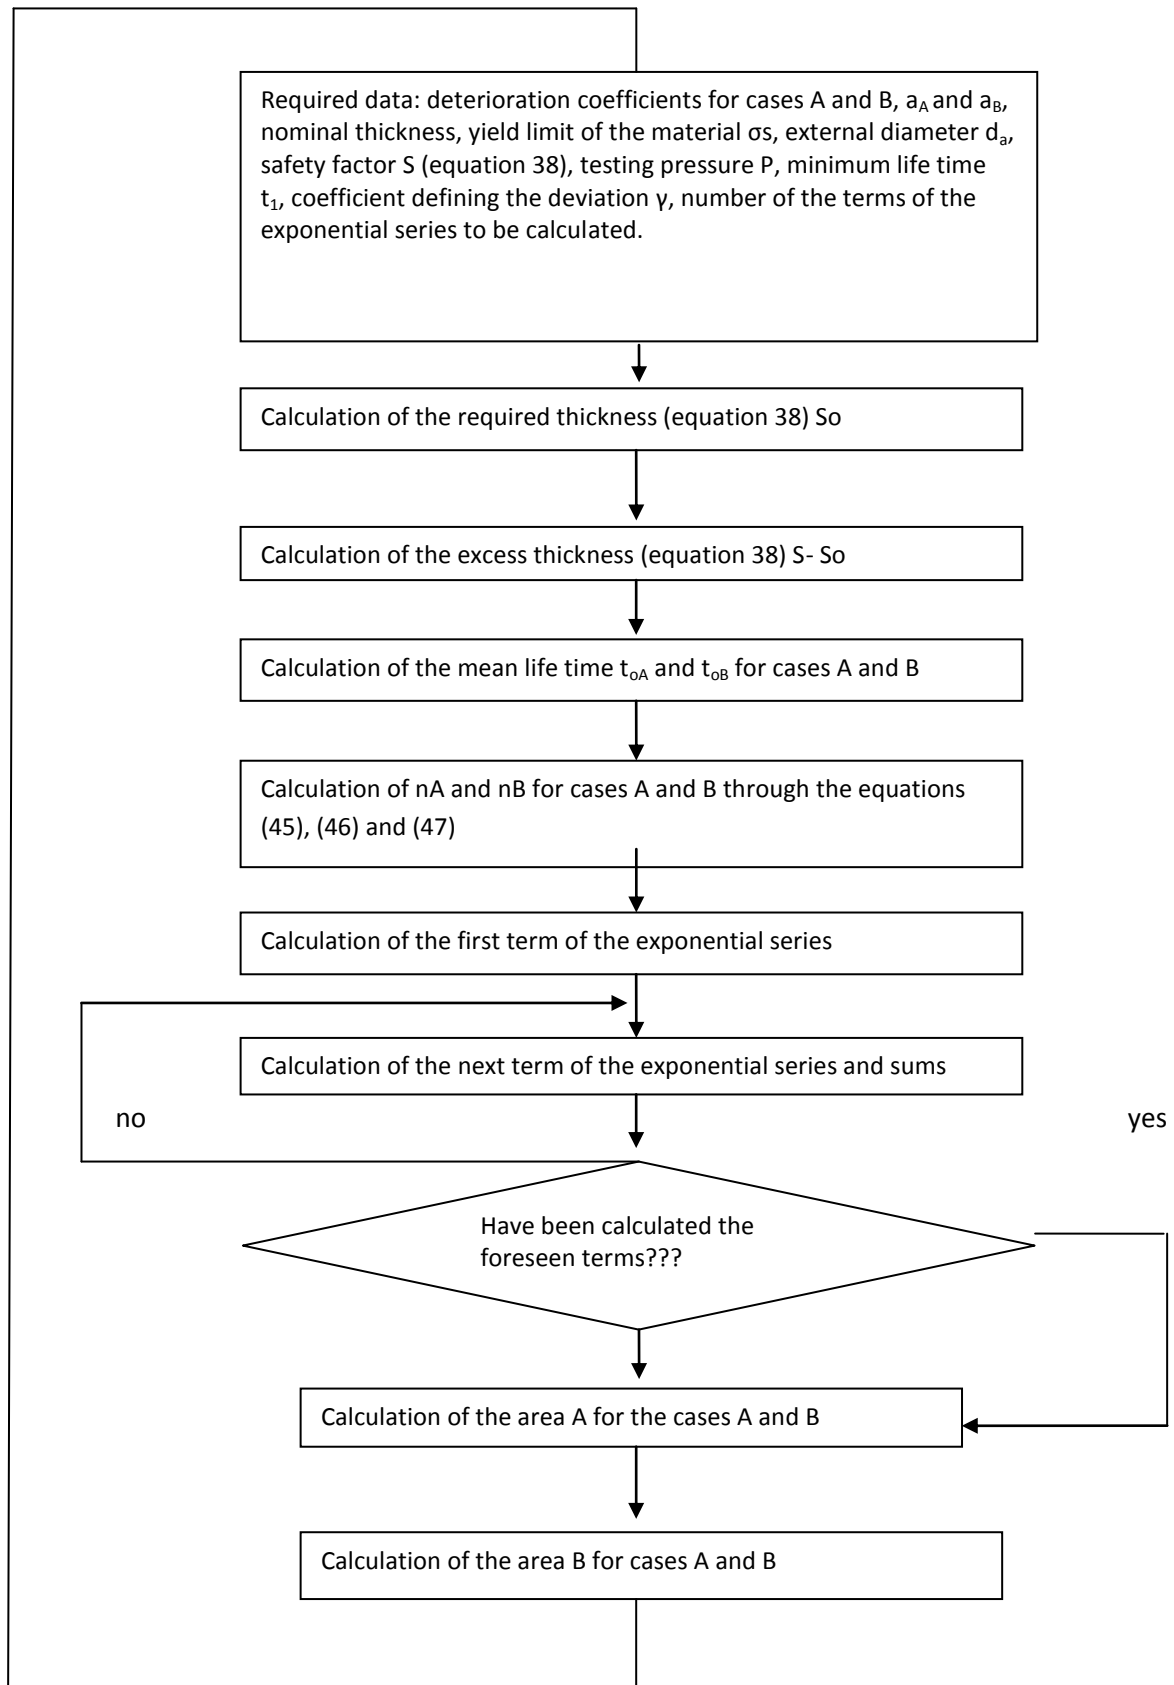 Required data: deterioration coefficients for cases A and B, aA and aB,
nominal thickness, yield limit of the material σs, external diameter da,
safety factor S (equation 38), testing pressure P, minimum life time
t1, coefficient defining the deviation γ, number of the terms of the
exponential series to be calculated.
Calculation of the required thickness (equation 38) So
Calculation of the excess thickness (equation 38) S- So
Calculation of the mean life time toA and toB for cases A and B
Calculation of nA and nB for cases A and B through the equations
(45), (46) and (47)
Calculation of the first term of the exponential series
Calculation of the next term of the exponential series and sums
no
yes
Have been calculated the
foreseen terms???
Calculation of the area A for the cases A and B
Calculation of the area B for cases A and B